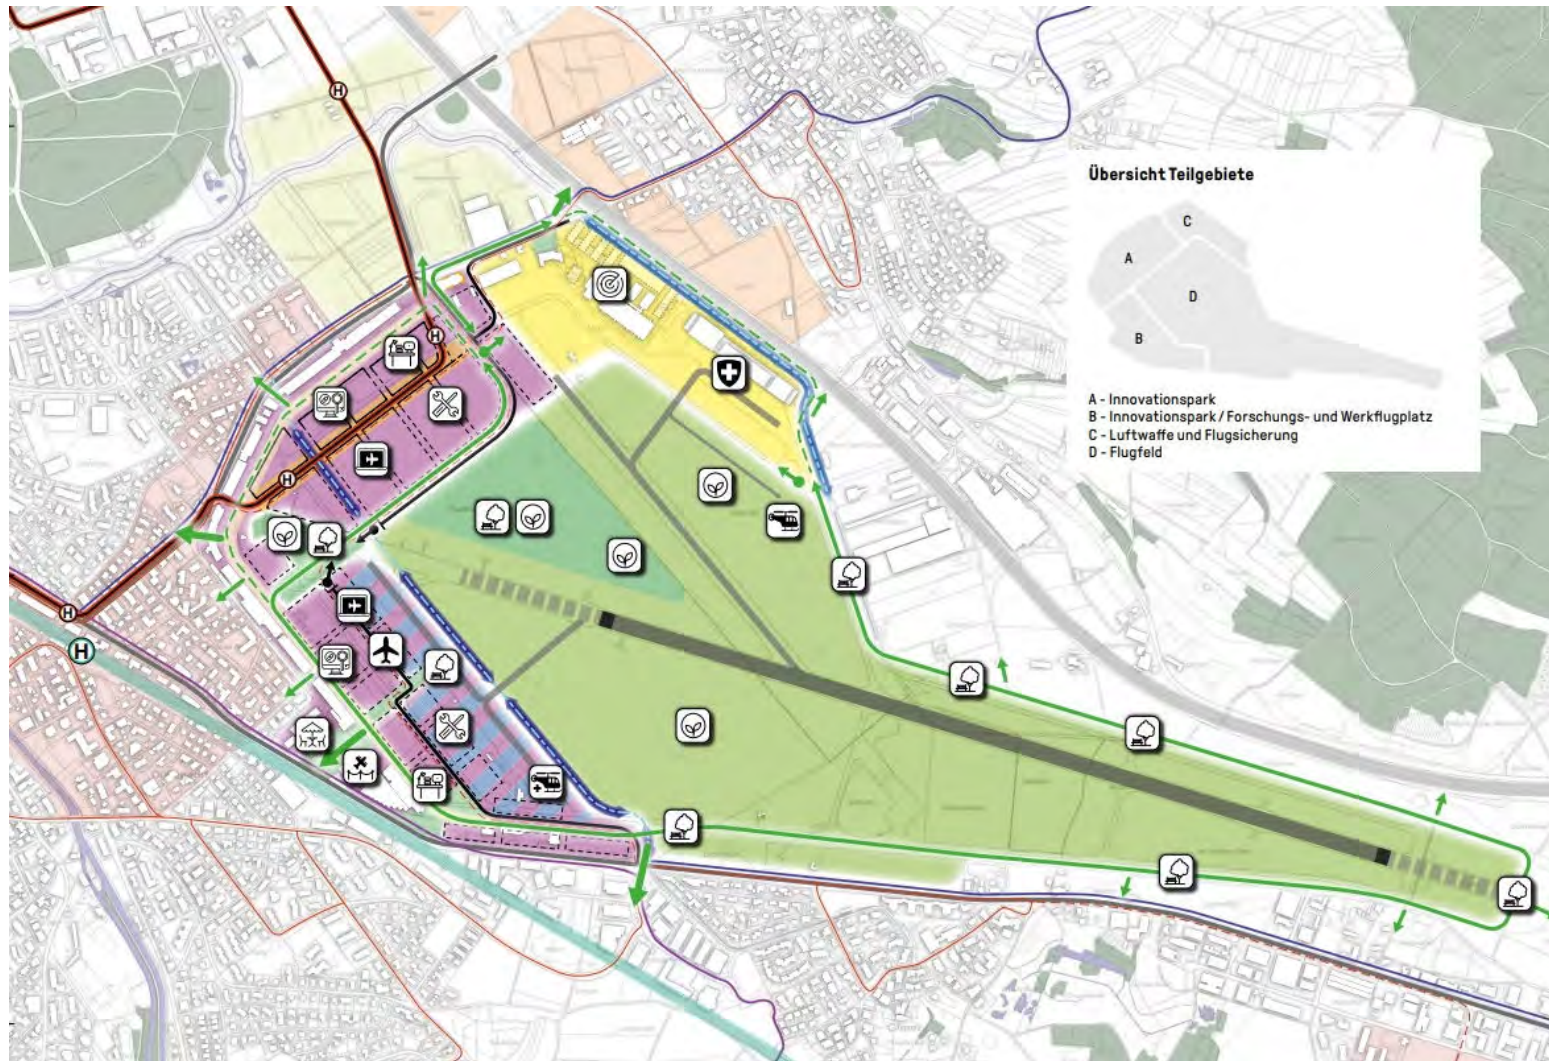 H
Übersicht Teilgebiete
C
A
D
B
H
A - Innovationspark
B - Innovationspark / Forschungs- und Werkflugplatz
C - Luftwaffe und Flugsicherung
D - Flugfeld
H
H
H